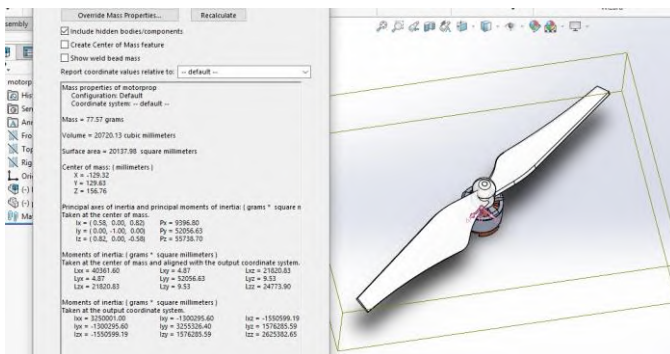 Override Mass Properties...
Recalculate
Include hidden bodies/components
Create Center of Mass feature
Show weld bead mass
Report coordinate values relative to: -- default --
Mass properties of motorprop
Configuration: Default
Coordinate system: -- default --
Mass = 77.57 grams
Volume = 20720.13 cubic millimeters
Surface area = 20137.98 square millimeters
Center of mass: ( millimeters )
X = -129.32
Y = 129.63
Z = 156.76
Principal axes of inertia and principal moments of inertia: ( grams * square n
Taken at the center of mass.
Ix = ( 0.58, 0.00, 0.82) Px = 9396.80
Iy = ( 0.00, -1.00, 0.00) Py = 52056.63
Iz = ( 0.82, 0.00, -0.58) Pz = 55738.70
Moments of inertia: ( grams * square millimeters )
Taken at the center of mass and aligned with the output coordinate system.
Lxx = 40361.60 Lxy = 4.87 Lxz = 21820.83
Lyx = 4.87 Lyy = 52056.63 Lyz = 9.53
Lzx = 21820.83 Lzy = 9.53 Lzz = 24773.90
Moments of inertia: ( grams * square millimeters )
Taken at the output coordinate system.
Ixx = 3250001.00 Ixy = -1300295.60 Ixz = -1550599.19
Iyx = -1300295.60 Iyy = 3255326.40 Iyz = 1576285.59
Izx = -1550599.19 Izy = 1576285.59 Izz = 2625382.65
sembly
motorp
His
Sen
Ann
Fro
Top
Rig
Ori
(-)
(-)
Ma